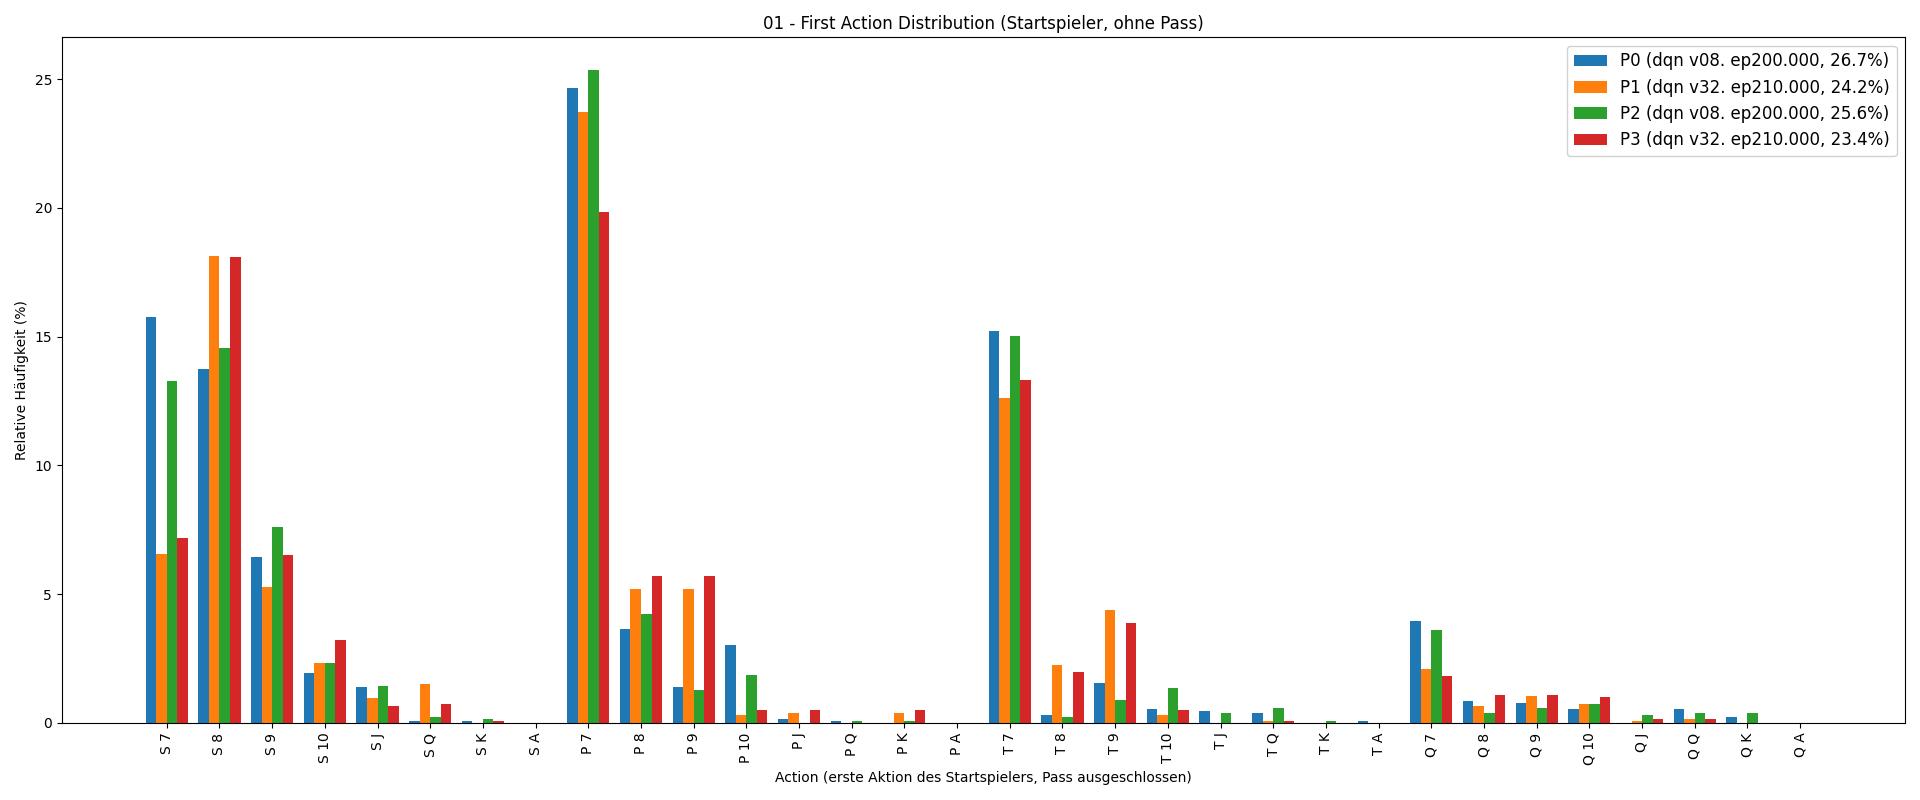 01 - First Action Distribution (Startspieler, ohne Pass)
P0 (dqn v08. ep200.000, 26.7%)
P1 (dqn v32. ep210.000, 24.2%)
P2 (dqn v08. ep200.000, 25.6%)
P3 (dqn v32. ep210.000, 23.4%)
Relative Häufigkeit (%)
25
20
15
10
5
0
S 7
S 8
S 9
S 10
S J
S Q
S K
S A
P 7
P 8
P 9
P 10
P J
P Q
P K
P A
T 7
T 8
T 9
T 10
T J
T Q
T K
T A
Q 7
Q 8
Q 9
Q 10
Q J
Q Q
Q K
Q A
Action (erste Aktion des Startspielers, Pass ausgeschlossen)